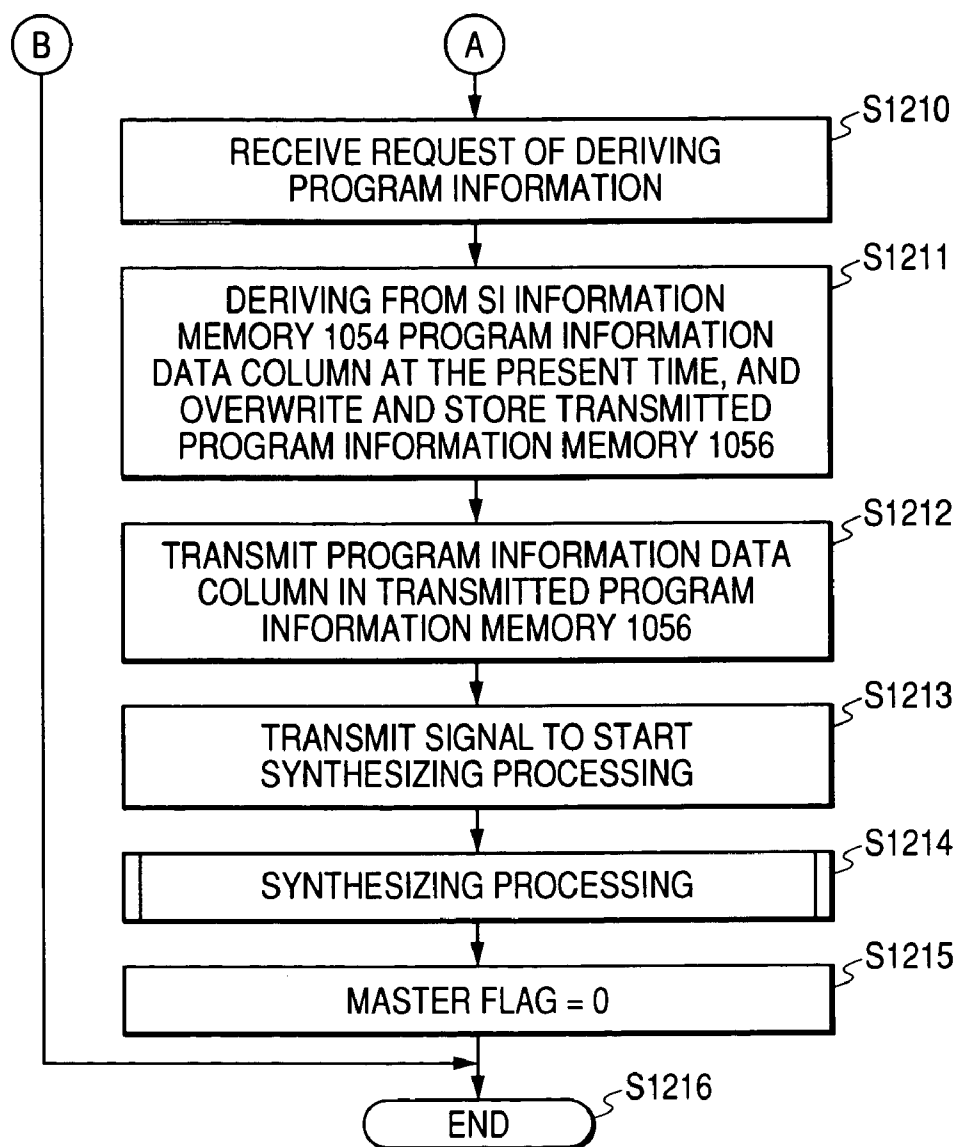 B
A
S1210
RECEIVE REQUEST OF DERIVING
PROGRAM INFORMATION
S1211
DERIVING FROM SI INFORMATION
MEMORY 1054 PROGRAM INFORMATION
DATA COLUMN AT THE PRESENT TIME, AND
OVERWRITE AND STORE TRANSMITTED
PROGRAM INFORMATION MEMORY 1056
S1212
TRANSMIT PROGRAM INFORMATION DATA
COLUMN IN TRANSMITTED PROGRAM
INFORMATION MEMORY 1056
S1213
TRANSMIT SIGNAL TO START
SYNTHESIZING PROCESSING
S1214
SYNTHESIZING PROCESSING
S1215
MASTER FLAG = 0
S1216
END